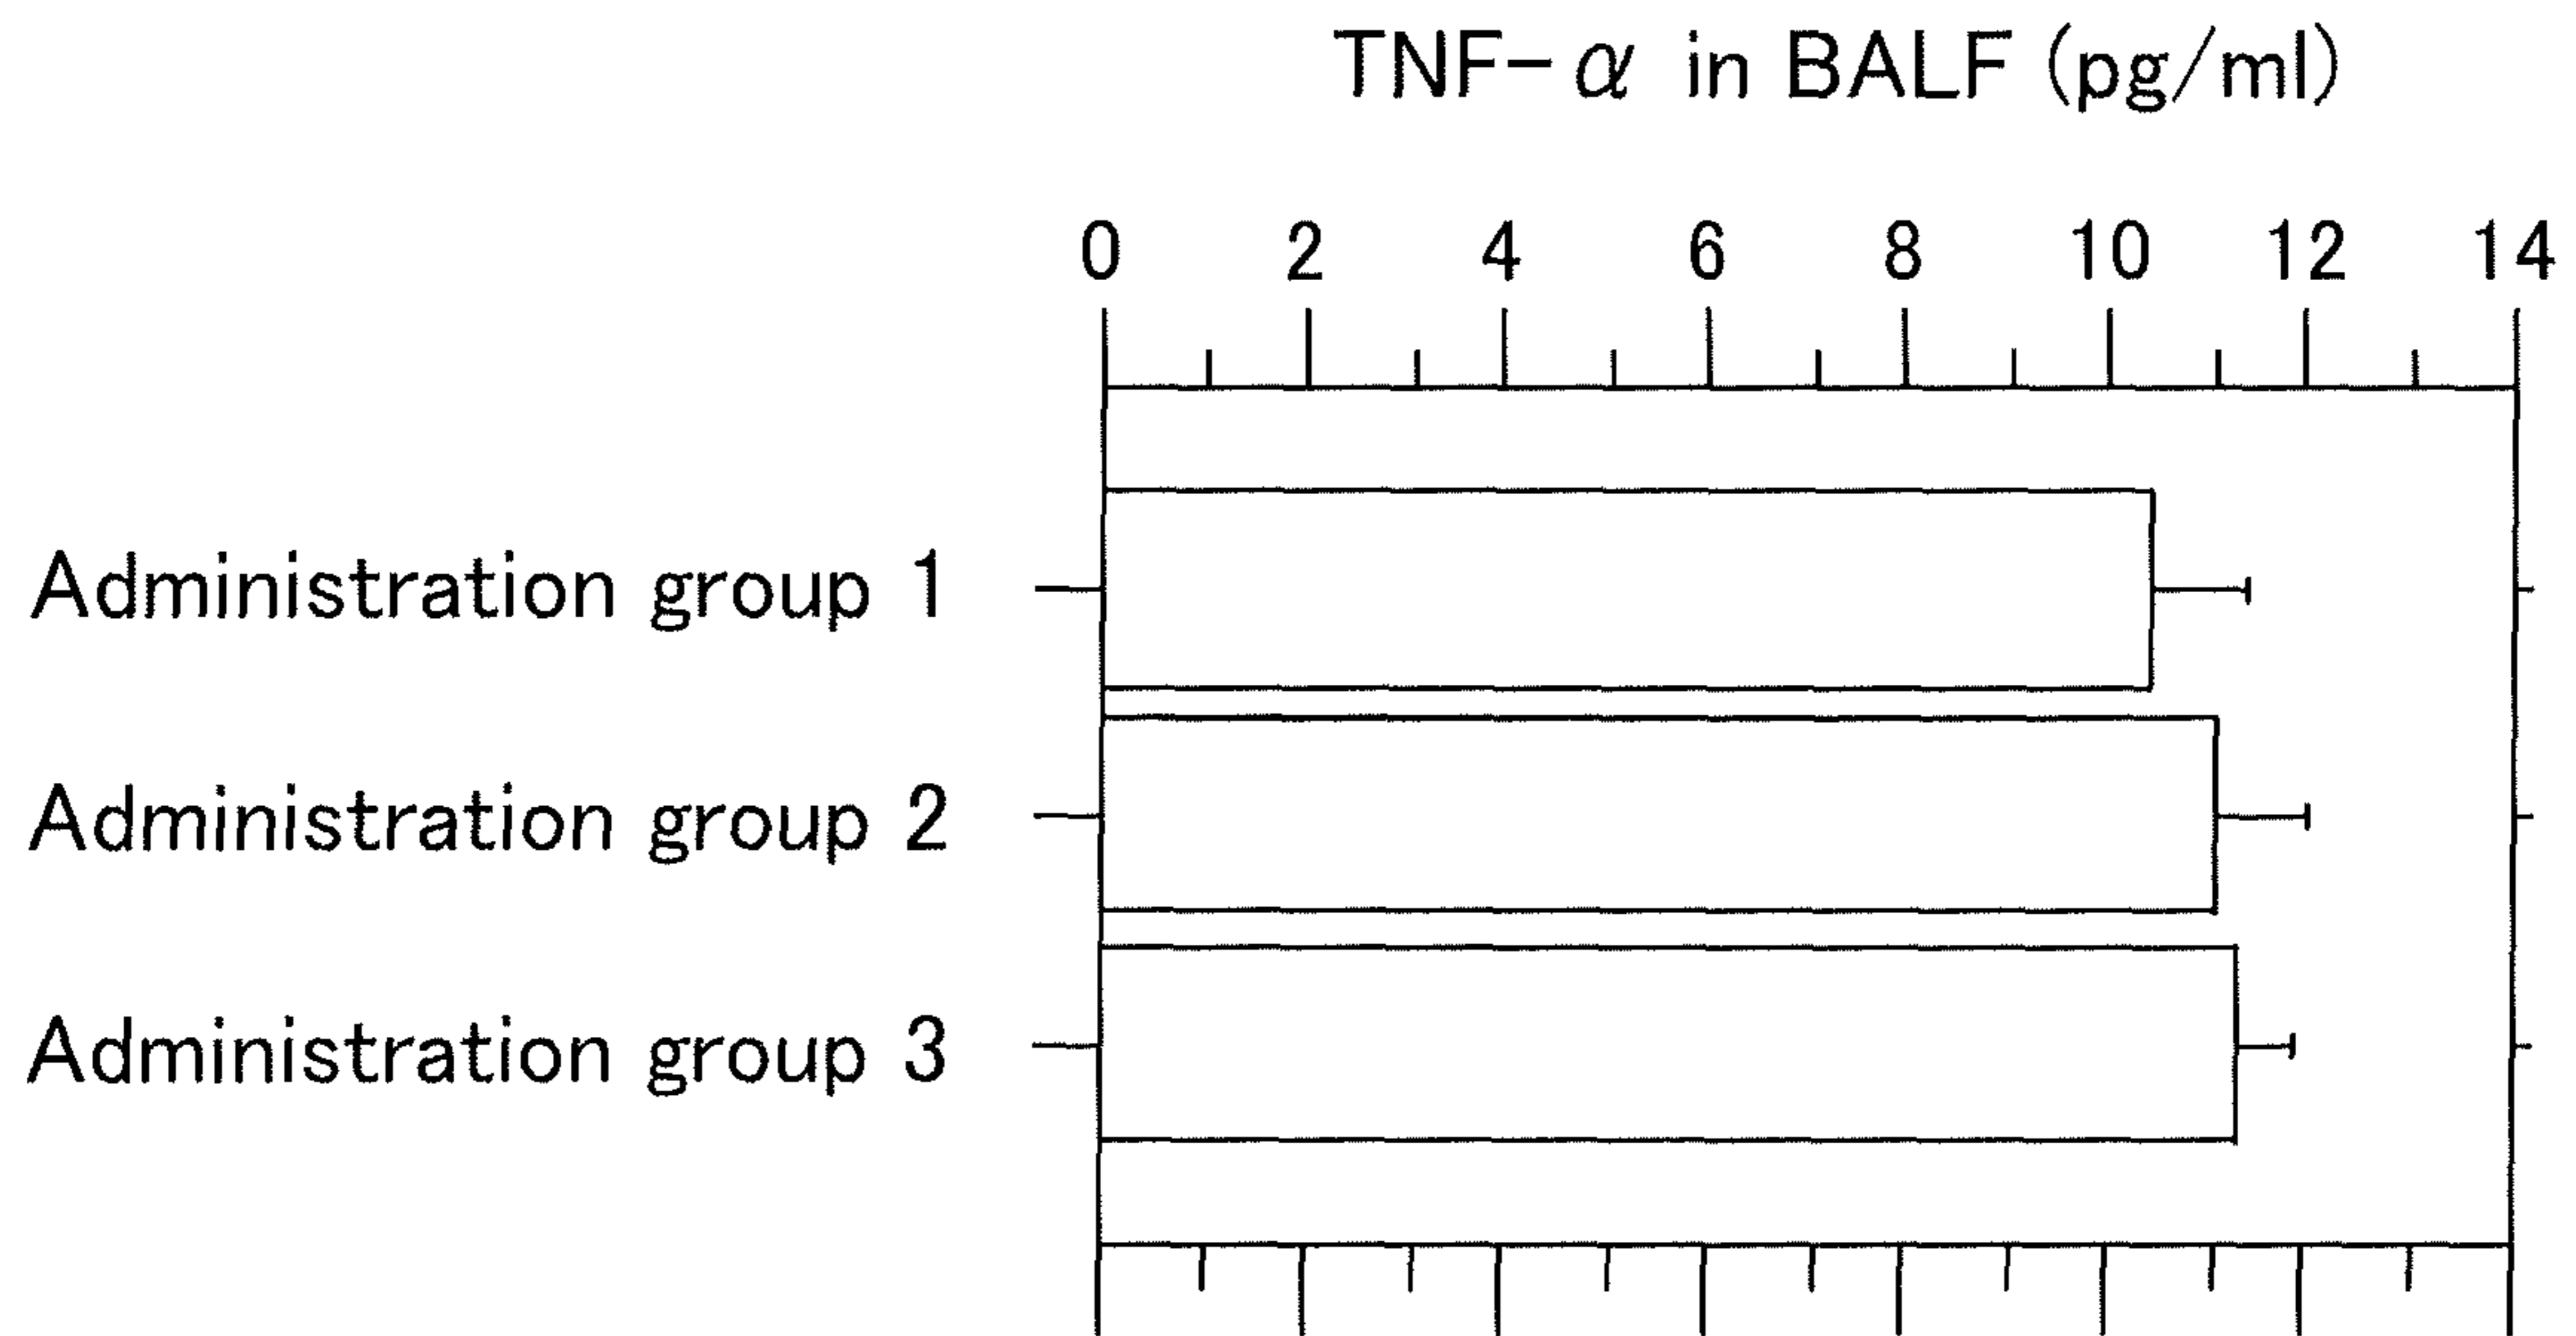 TNF-α in BALF (pg/ml)
0 2 4 6 8 10 12 14
Administration group 1
Administration group 2
Administration group 3